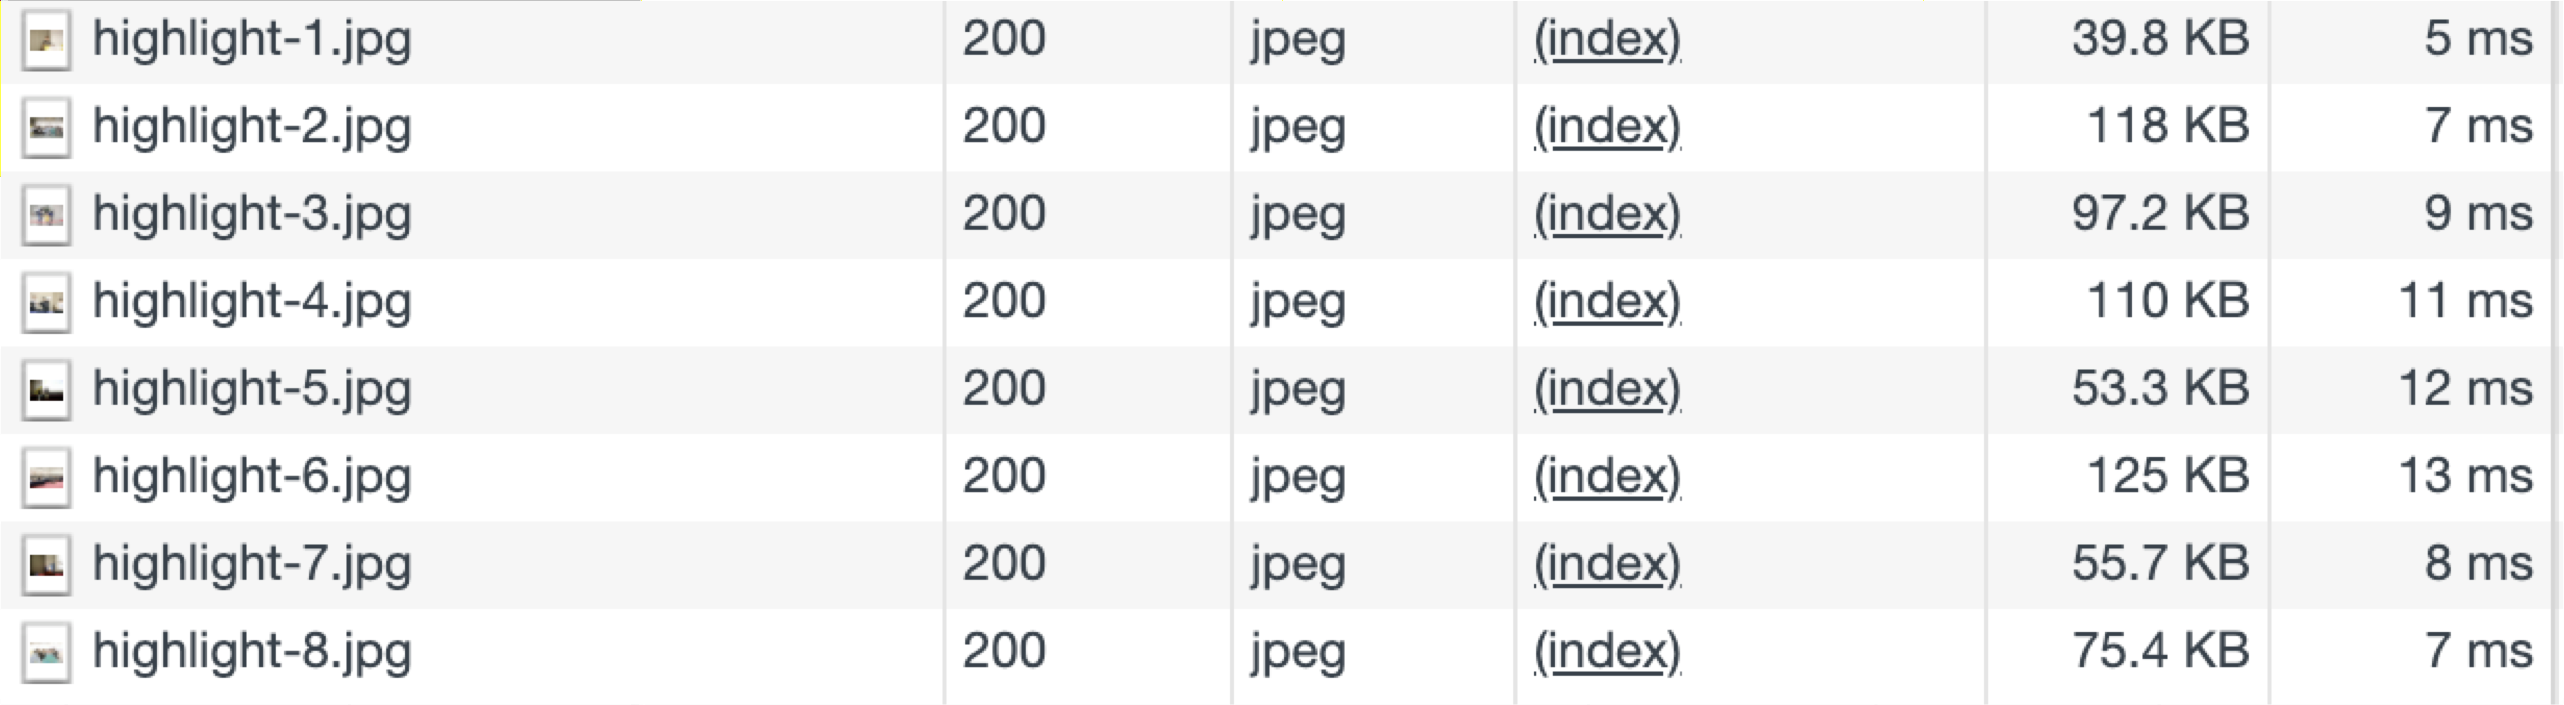 highlight-1.jpg 200 jpeg (index) 39.8 KB 5 ms
highlight-2.jpg 200 jpeg (index) 118 KB 7 ms
highlight-3.jpg 200 jpeg (index) 97.2 KB 9 ms
highlight-4.jpg 200 jpeg (index) 110 KB 11 ms
highlight-5.jpg 200 jpeg (index) 53.3 KB 12 ms
highlight-6.jpg 200 jpeg (index) 125 KB 13 ms
highlight-7.jpg 200 jpeg (index) 55.7 KB 8 ms
highlight-8.jpg 200 jpeg (index) 75.4 KB 7 ms